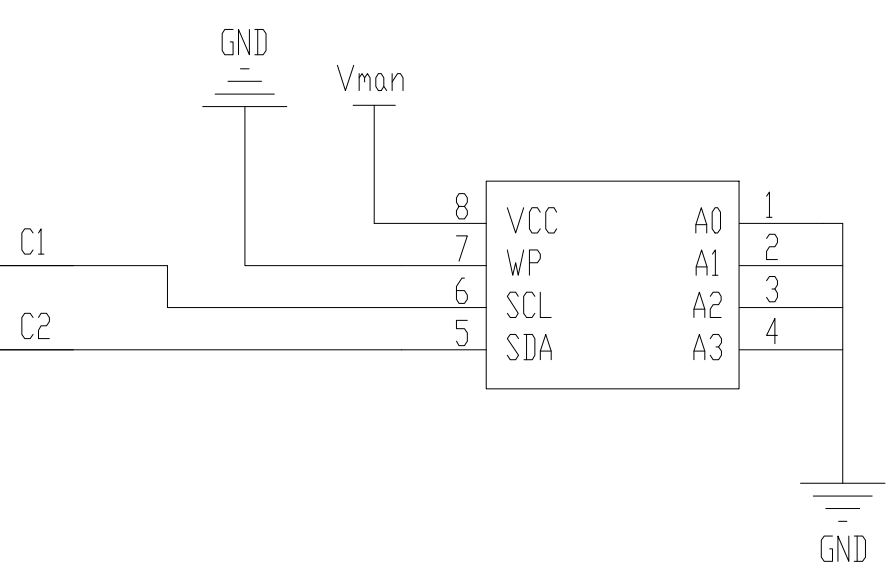 GND
Vman
8 VCC A0 1
C1
7 WP A1 2
6 SCL A2 3
C2
5 SDA A3 4
GND